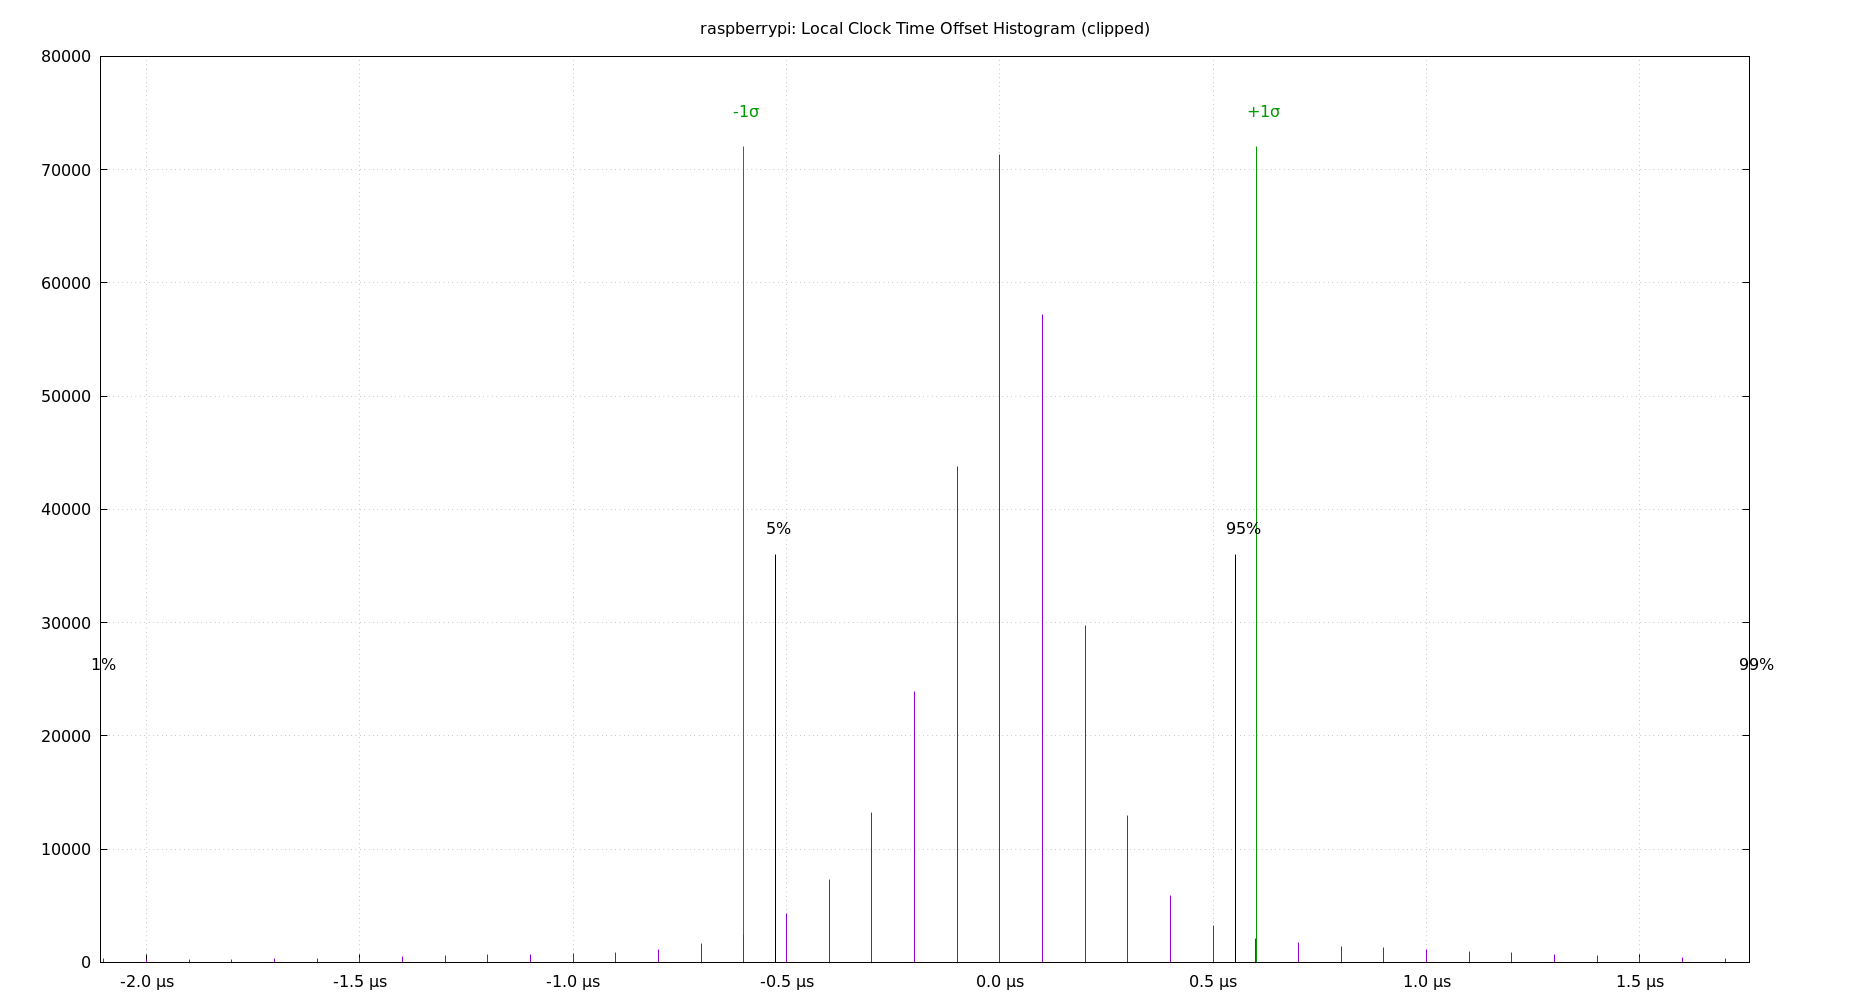 raspberrypi: Local Clock Time Offset Histogram (clipped)
80000
-1σ
+1σ
70000
60000
50000
40000
5%
95%
30000
1%
99%
20000
10000
0
-2.0 µs
-1.5 µs
-1.0 µs
-0.5 µs
0.0 µs
0.5 µs
1.0 µs
1.5 µs